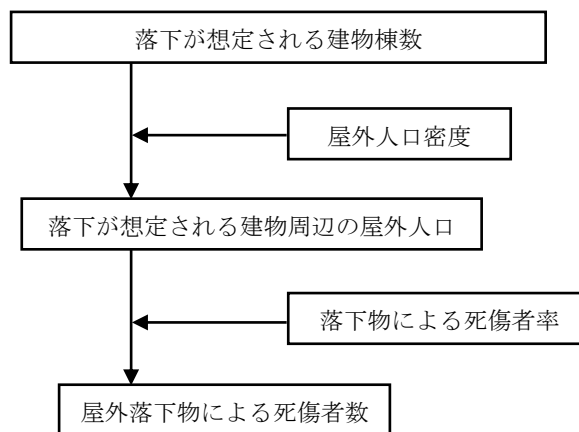 落下が想定される建物棟数
屋外人口密度
落下が想定される建物周辺の屋外人口
落下物による死傷者率
屋外落下物による死傷者数